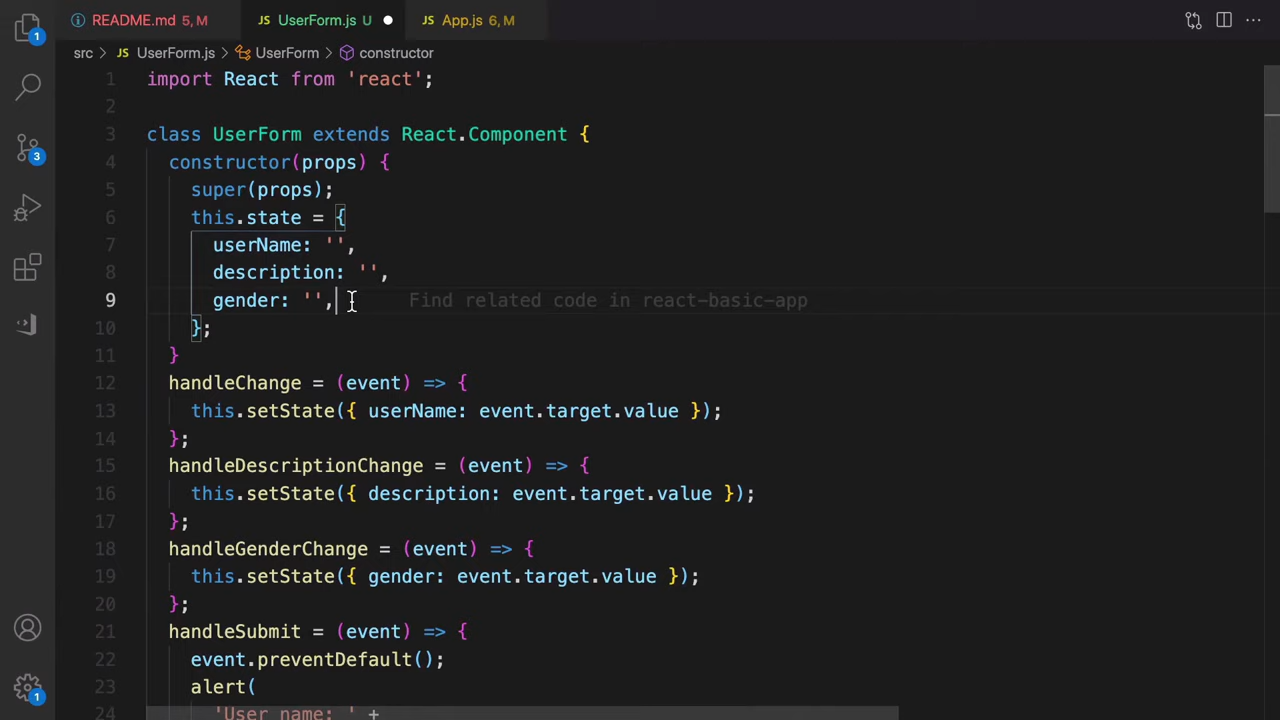 README.md 5, M
JS UserForm.js U
JS App.js 6, M
1
src > JS UserForm.js > UserForm > constructor
1 import React from 'react';
2
3 class UserForm extends React.Component {
4 constructor(props) {
5 super(props);
6 this.state = {
7 userName: '',
8 description: '',
9 gender: '', Find related code in react-basic-app
10 };
11 }
12 handleChange = (event) => {
13 this.setState({ userName: event.target.value });
14 };
15 handleDescriptionChange = (event) => {
16 this.setState({ description: event.target.value });
17 };
18 handleGenderChange = (event) => {
19 this.setState({ gender: event.target.value });
20 };
21 handleSubmit = (event) => {
22 event.preventDefault();
23 alert(
24 'User name: ' +
3
1